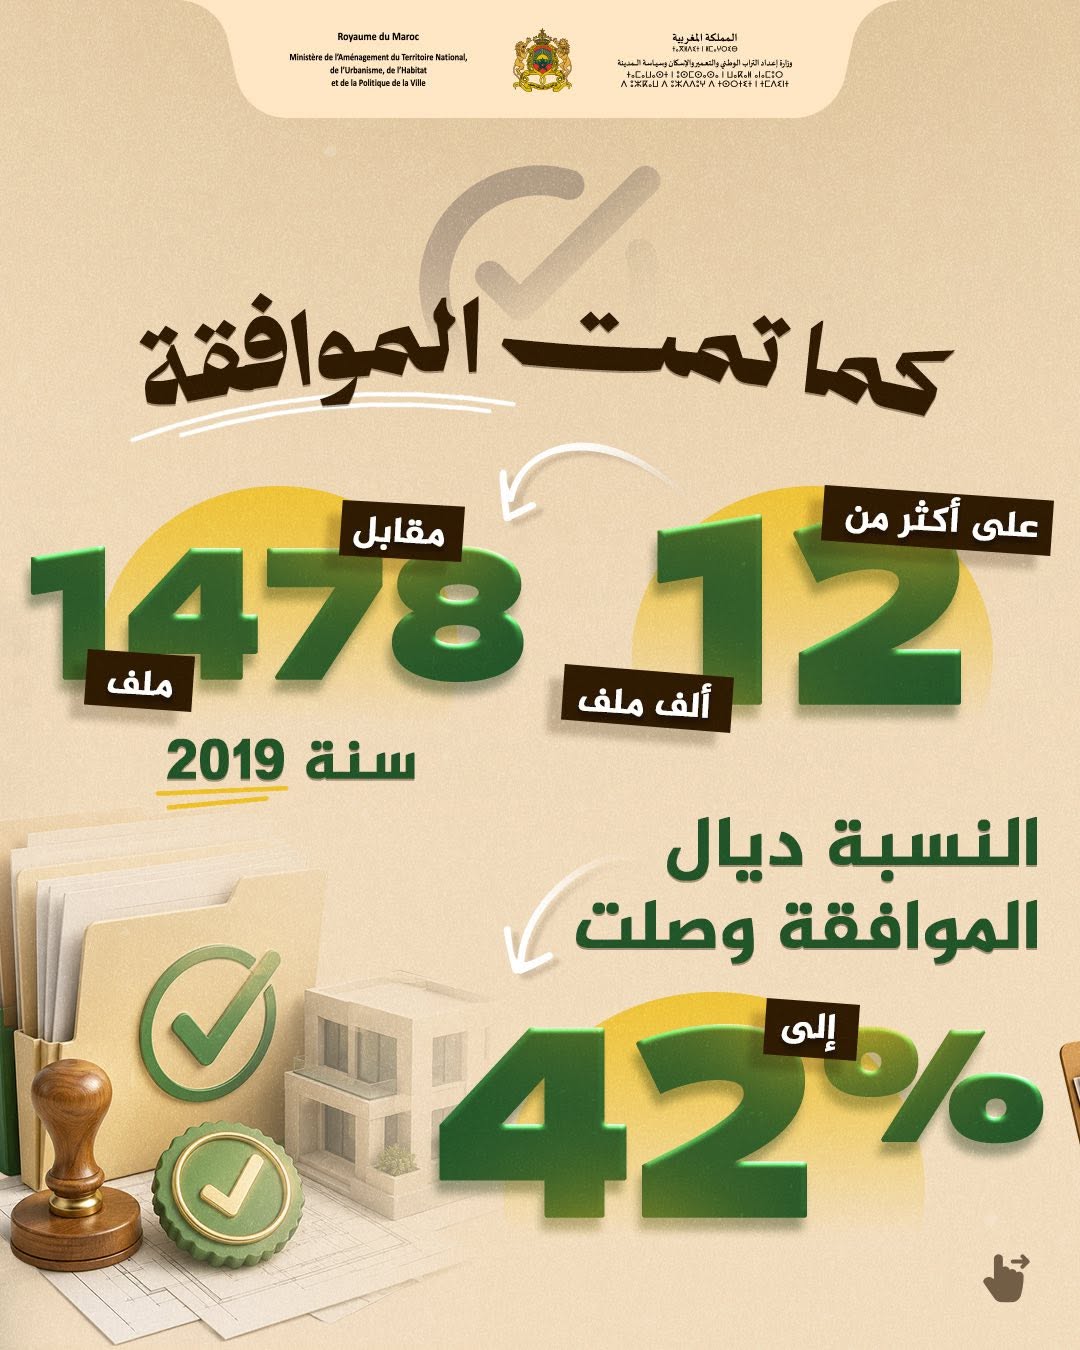 Royaume du Maroc
Ministère de l'Aménagement du Territoire National,
de l'Urbanisme, de l'Habitat
et de la Politique de la Ville
المملكة المغربية
ⵜⴰⴳⵍⴷⵉⵜ ⵏ ⵍⵎⵖⵔⵉⴱ
وزارة إعداد التراب الوطني والتعمير والإسكان وسياسة المدينة
كما تمت الموافقة
على أكثر من
12
ألف ملف
مقابل
1478
ملف
سنة 2019
النسبة ديال
الموافقة وصلت
إلى
42%